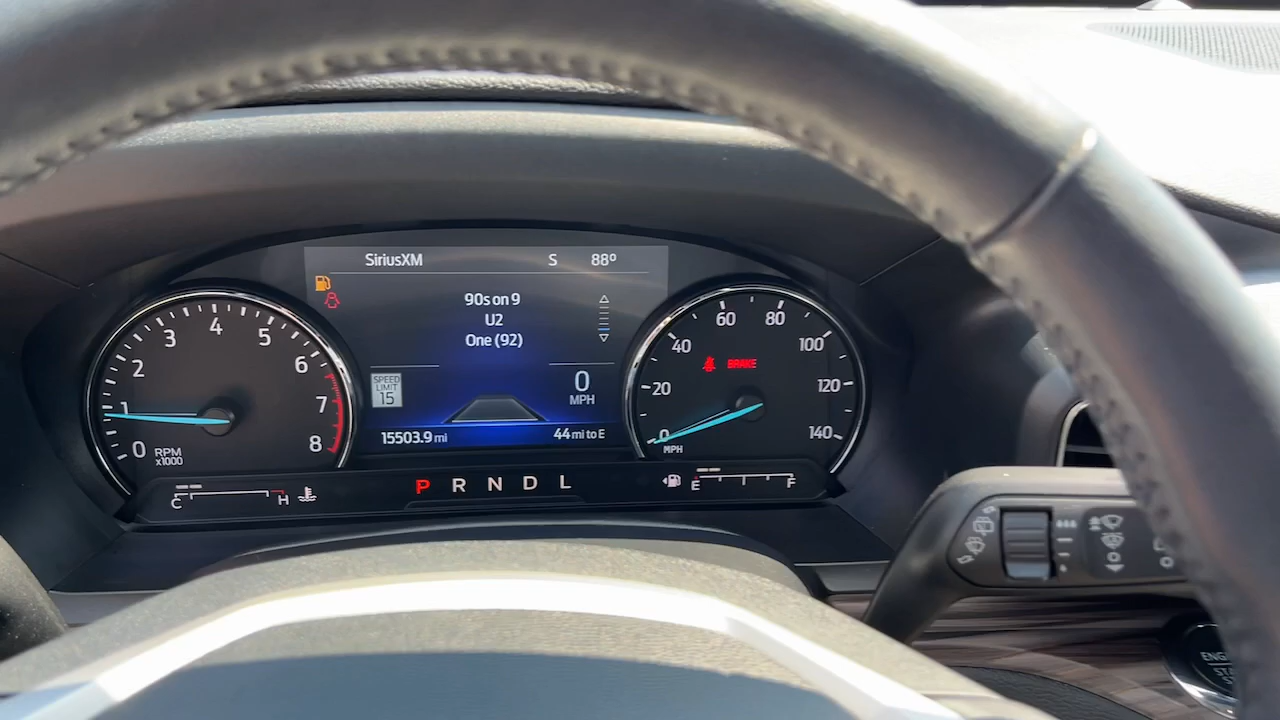 SiriusXM S 88°
90s on 9
U2
One (92)
SPEED
LIMIT
15
0
MPH
15503.9 mi
44 mi to E
0 1 2 3 4 5 6 7 8
RPM
x1000
0 20 40 60 80 100 120 140
MPH
BRAKE
C H
P R N D L
E F
ENG